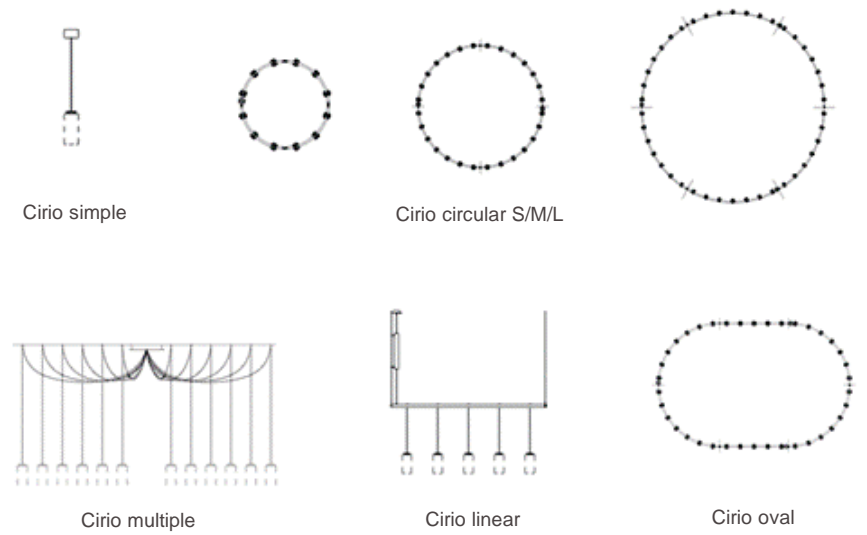 Cirio simple
Cirio circular S/M/L
Cirio multiple
Cirio linear
Cirio oval